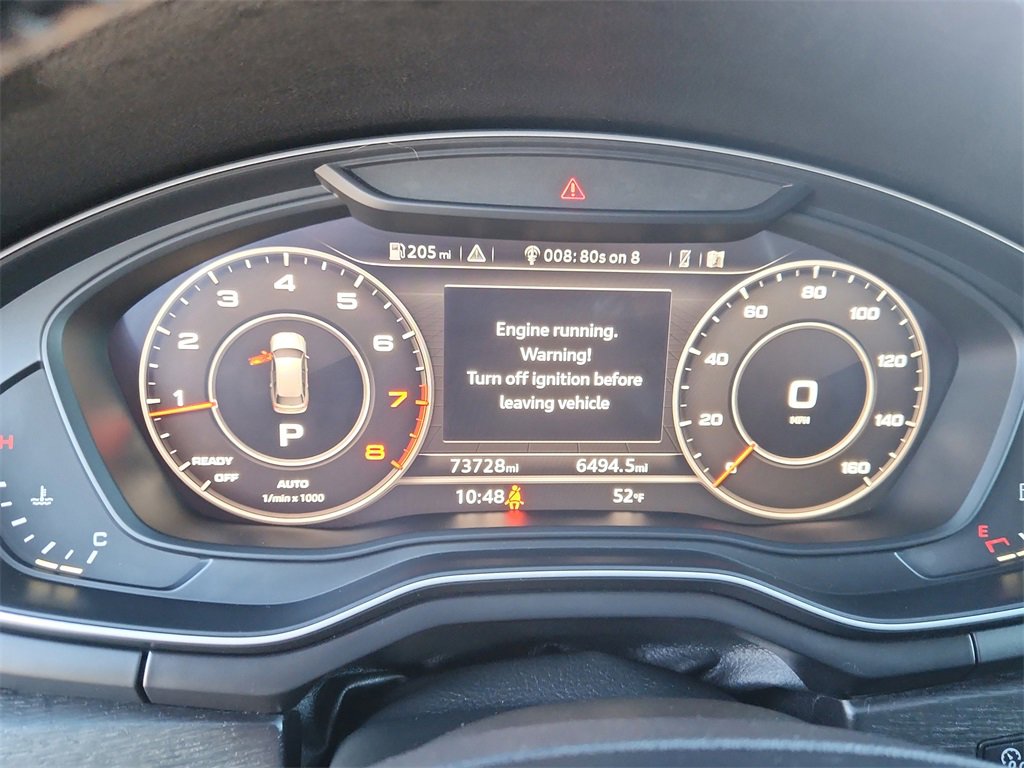 205 mi
008: 80s on 8
Engine running.
Warning!
Turn off ignition before
leaving vehicle
1
2
3
4
5
6
7
8
P
READY
OFF
AUTO
1/min x 1000
0
20
40
60
80
100
120
140
160
0
MPH
73728mi
6494.5mi
10:48
52°F
H
C
E